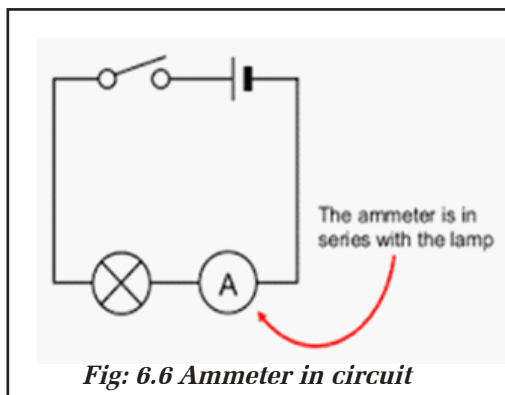 The ammeter is in
series with the lamp
A
Fig: 6.6 Ammeter in circuit